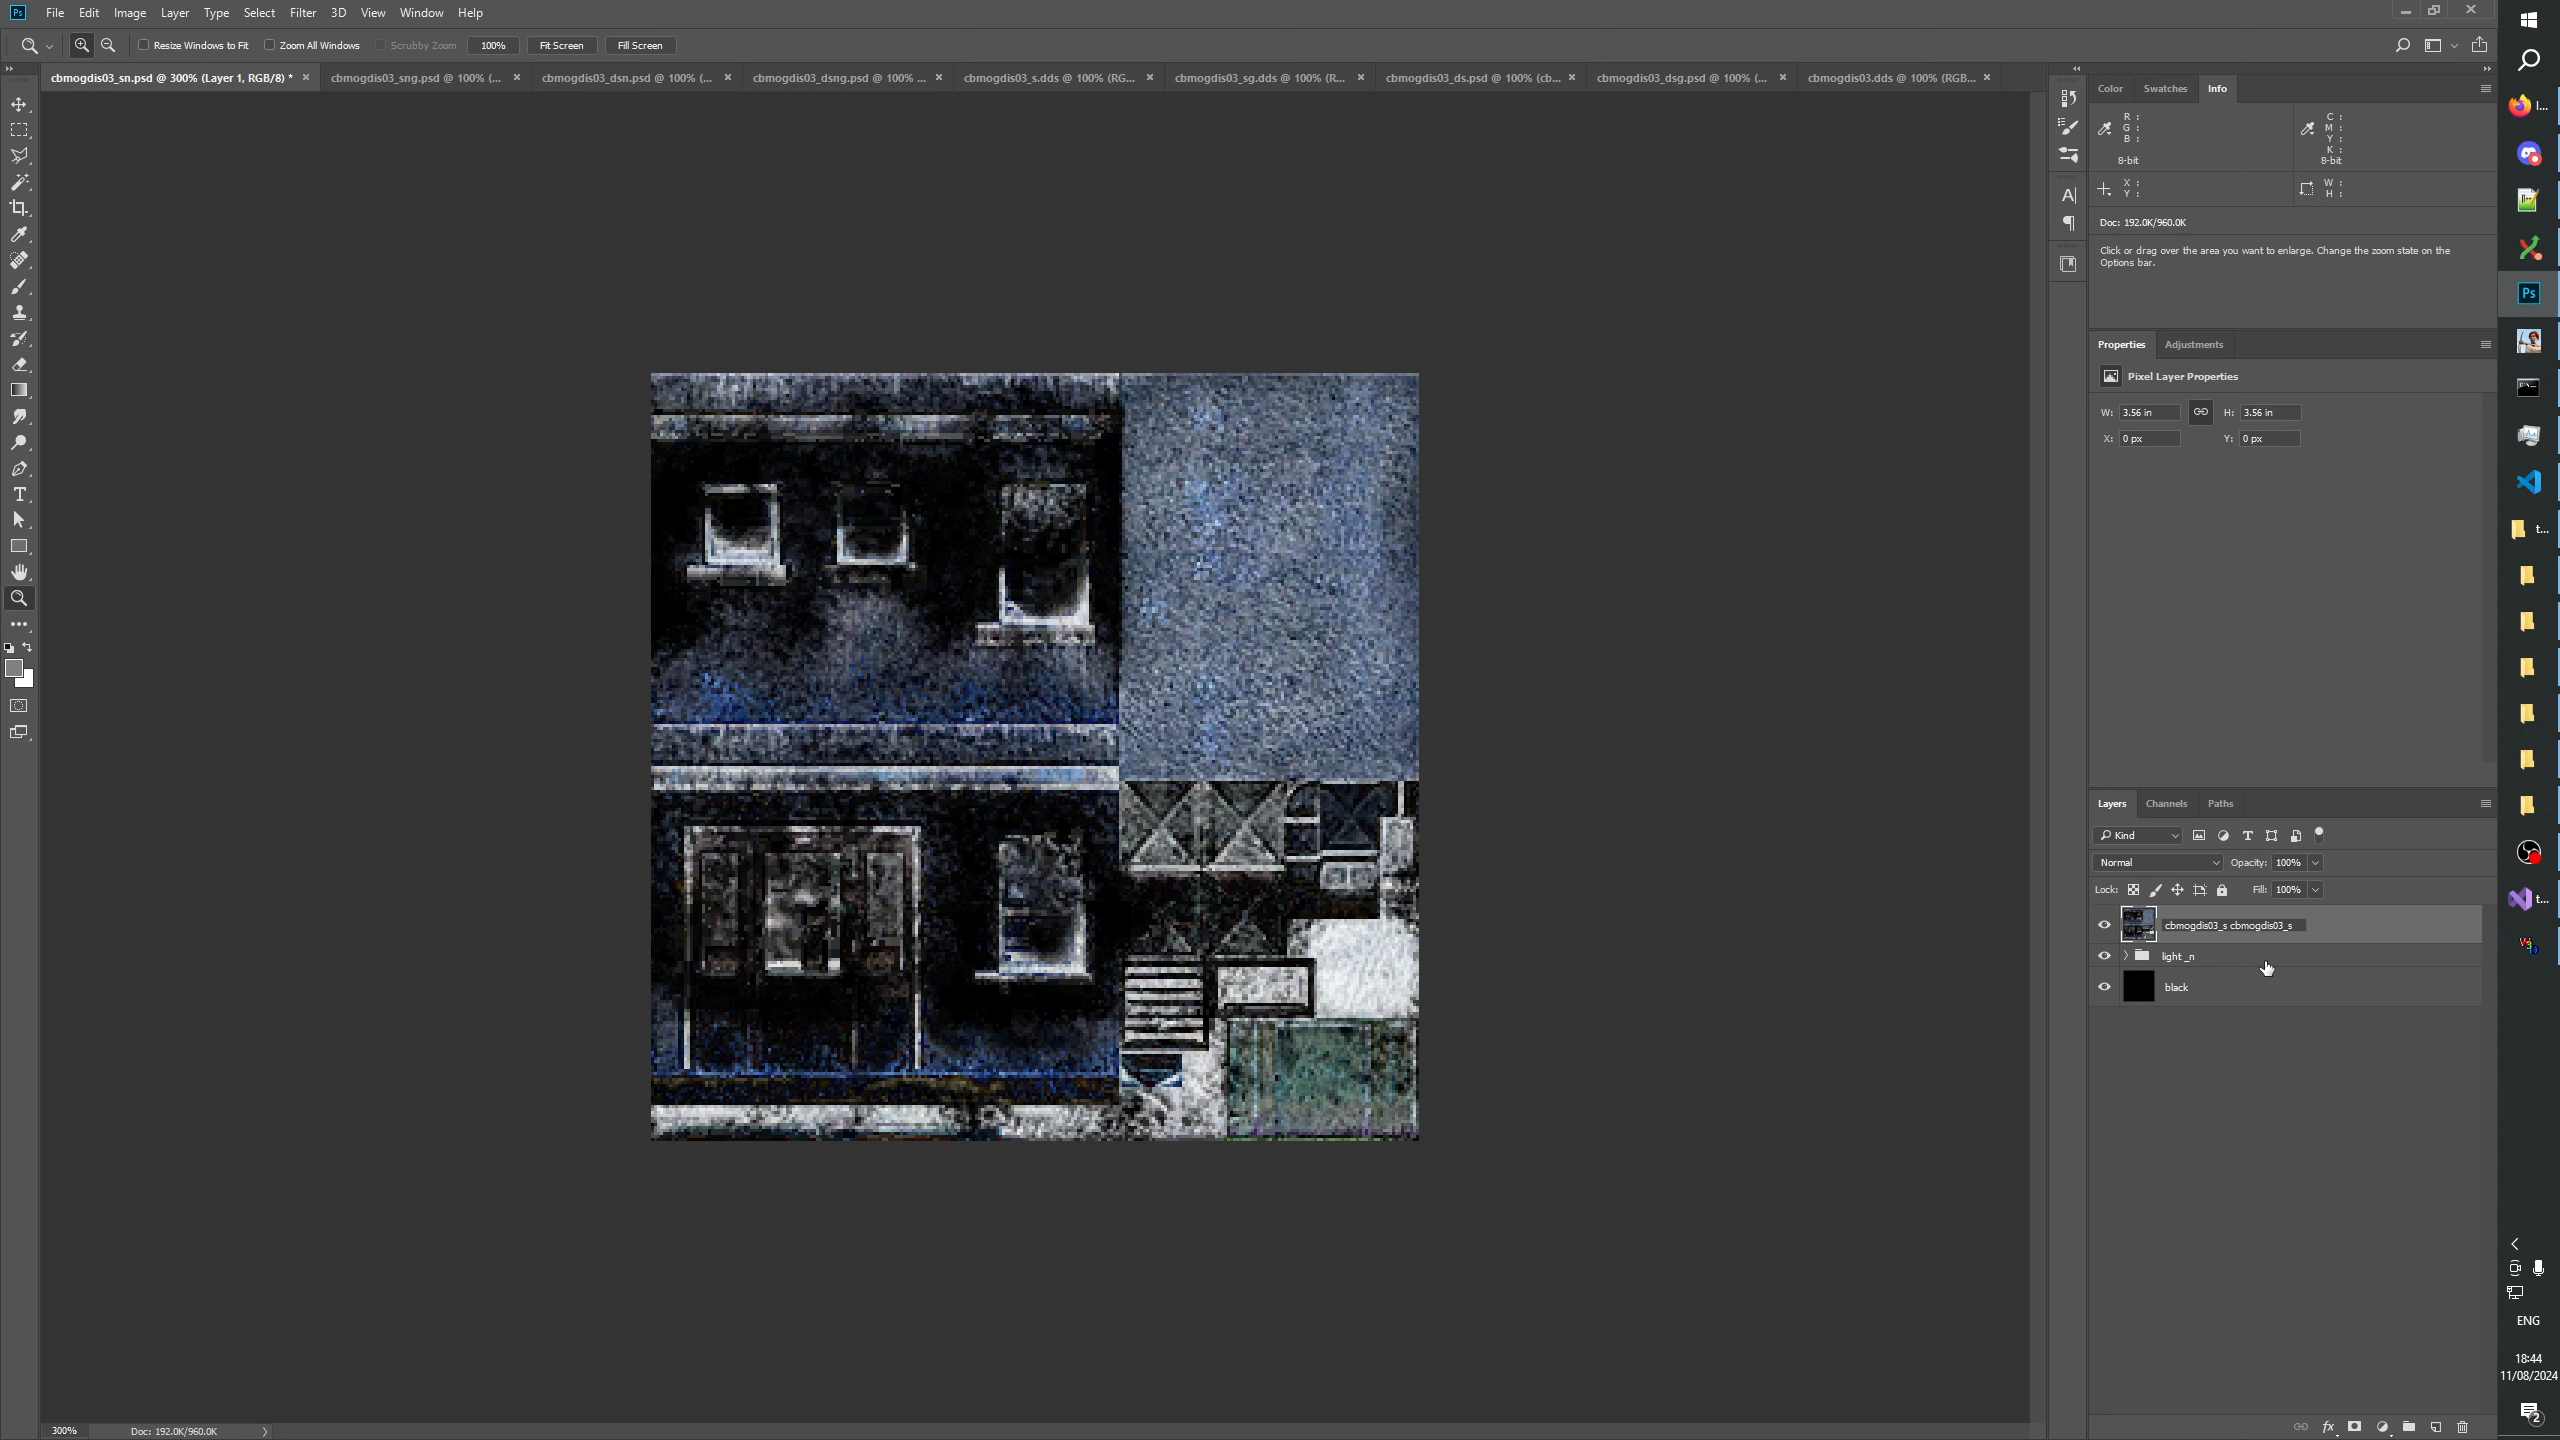 Ps File Edit Image Layer Type Select Filter 3D View Window Help
Resize Windows to Fit Zoom All Windows Scrubby Zoom 100% Fit Screen Fill Screen
cbmogdis03_sn.psd @ 300% (Layer 1, RGB/8) * cbmogdis03_sng.psd @ 100% (... cbmogdis03_dsn.psd @ 100% (... cbmogdis03_dsng.psd @ 100% ... cbmogdis03_s.dds @ 100% (RG... cbmogdis03_sg.dds @ 100% (R... cbmogdis03_ds.psd @ 100% (cb... cbmogdis03_dsg.psd @ 100% (... cbmogdis03.dds @ 100% (RGB...
Color Swatches Info
R : C :
G : M :
B : Y :
K :
8-bit 8-bit
X : W :
Y : H :
Doc: 192.0K/960.0K
Click or drag over the area you want to enlarge. Change the zoom state on the
Options bar.
Properties Adjustments
Pixel Layer Properties
W: 3.56 in H: 3.56 in
X: 0 px Y: 0 px
Layers Channels Paths
Kind
Normal Opacity: 100%
Lock: Fill: 100%
cbmogdis03_s cbmogdis03_s
light _n
black
300% Doc: 192.0K/960.0K
l...
Ps
t...
t...
ENG
18:44
11/08/2024
2